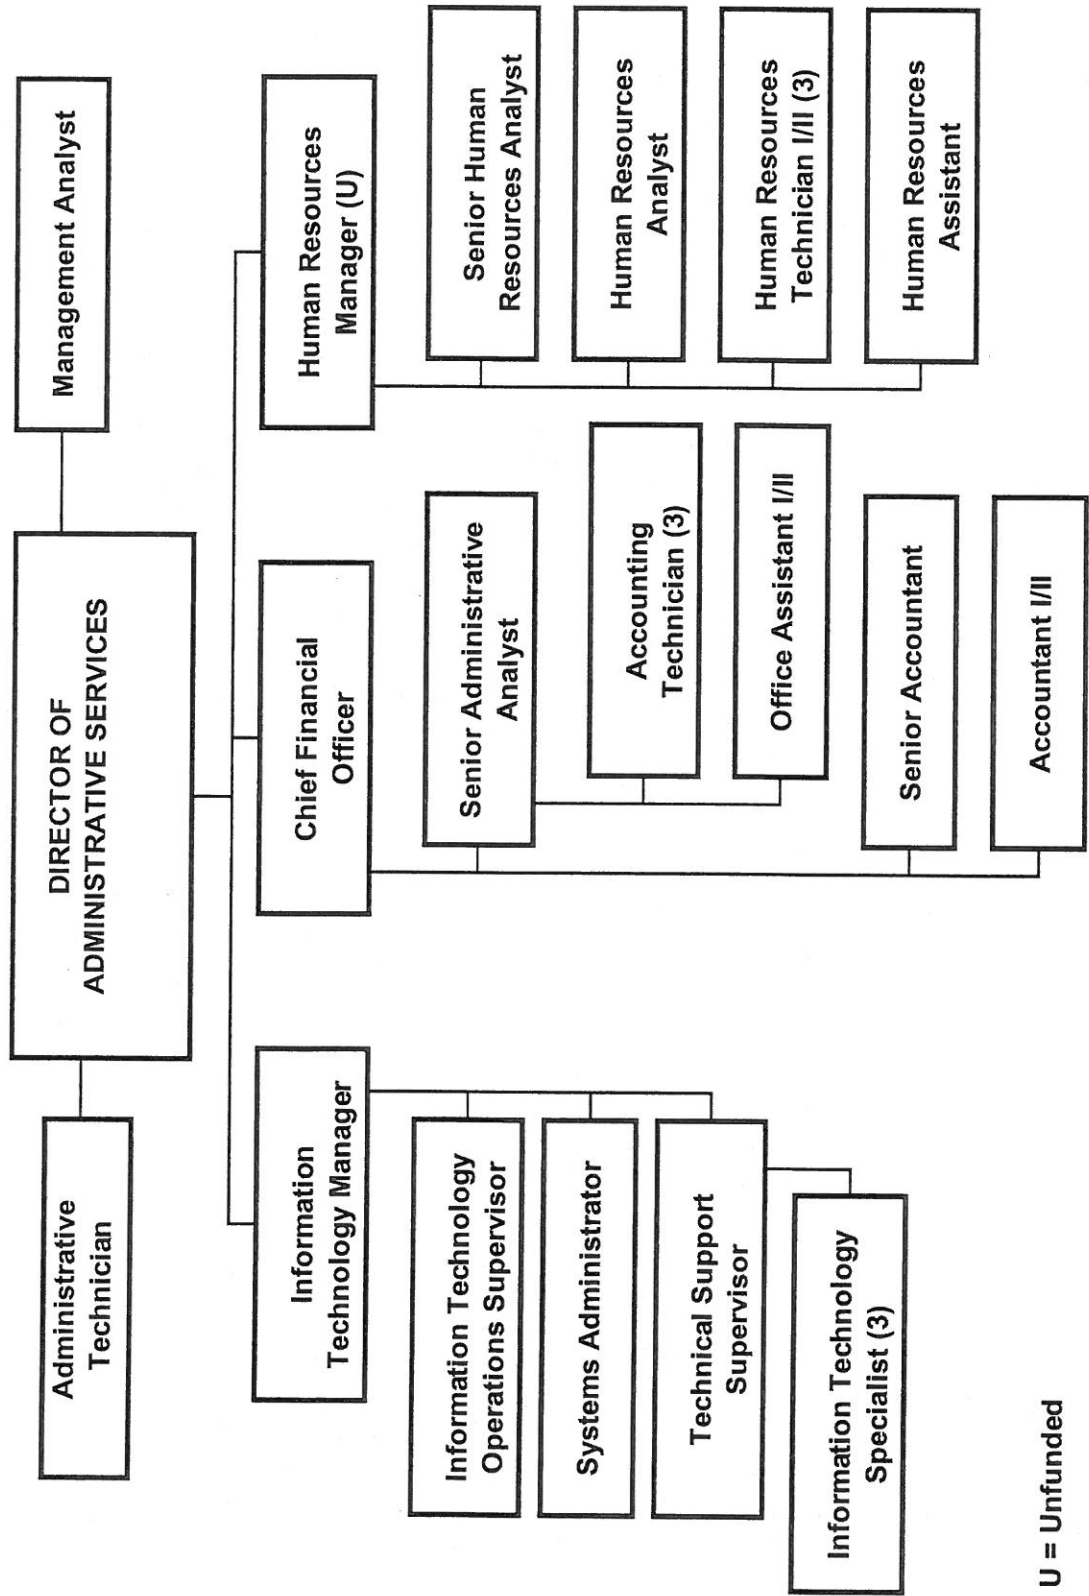 DIRECTOR OF
ADMINISTRATIVE SERVICES
Administrative
Technician
Management Analyst
Information
Technology Manager
Information Technology
Operations Supervisor
Systems Administrator
Technical Support
Supervisor
Information Technology
Specialist (3)
Chief Financial
Officer
Senior Administrative
Analyst
Accounting
Technician (3)
Office Assistant I/II
Senior Accountant
Accountant I/II
Human Resources
Manager (U)
Senior Human
Resources Analyst
Human Resources
Analyst
Human Resources
Technician I/II (3)
Human Resources
Assistant
U = Unfunded